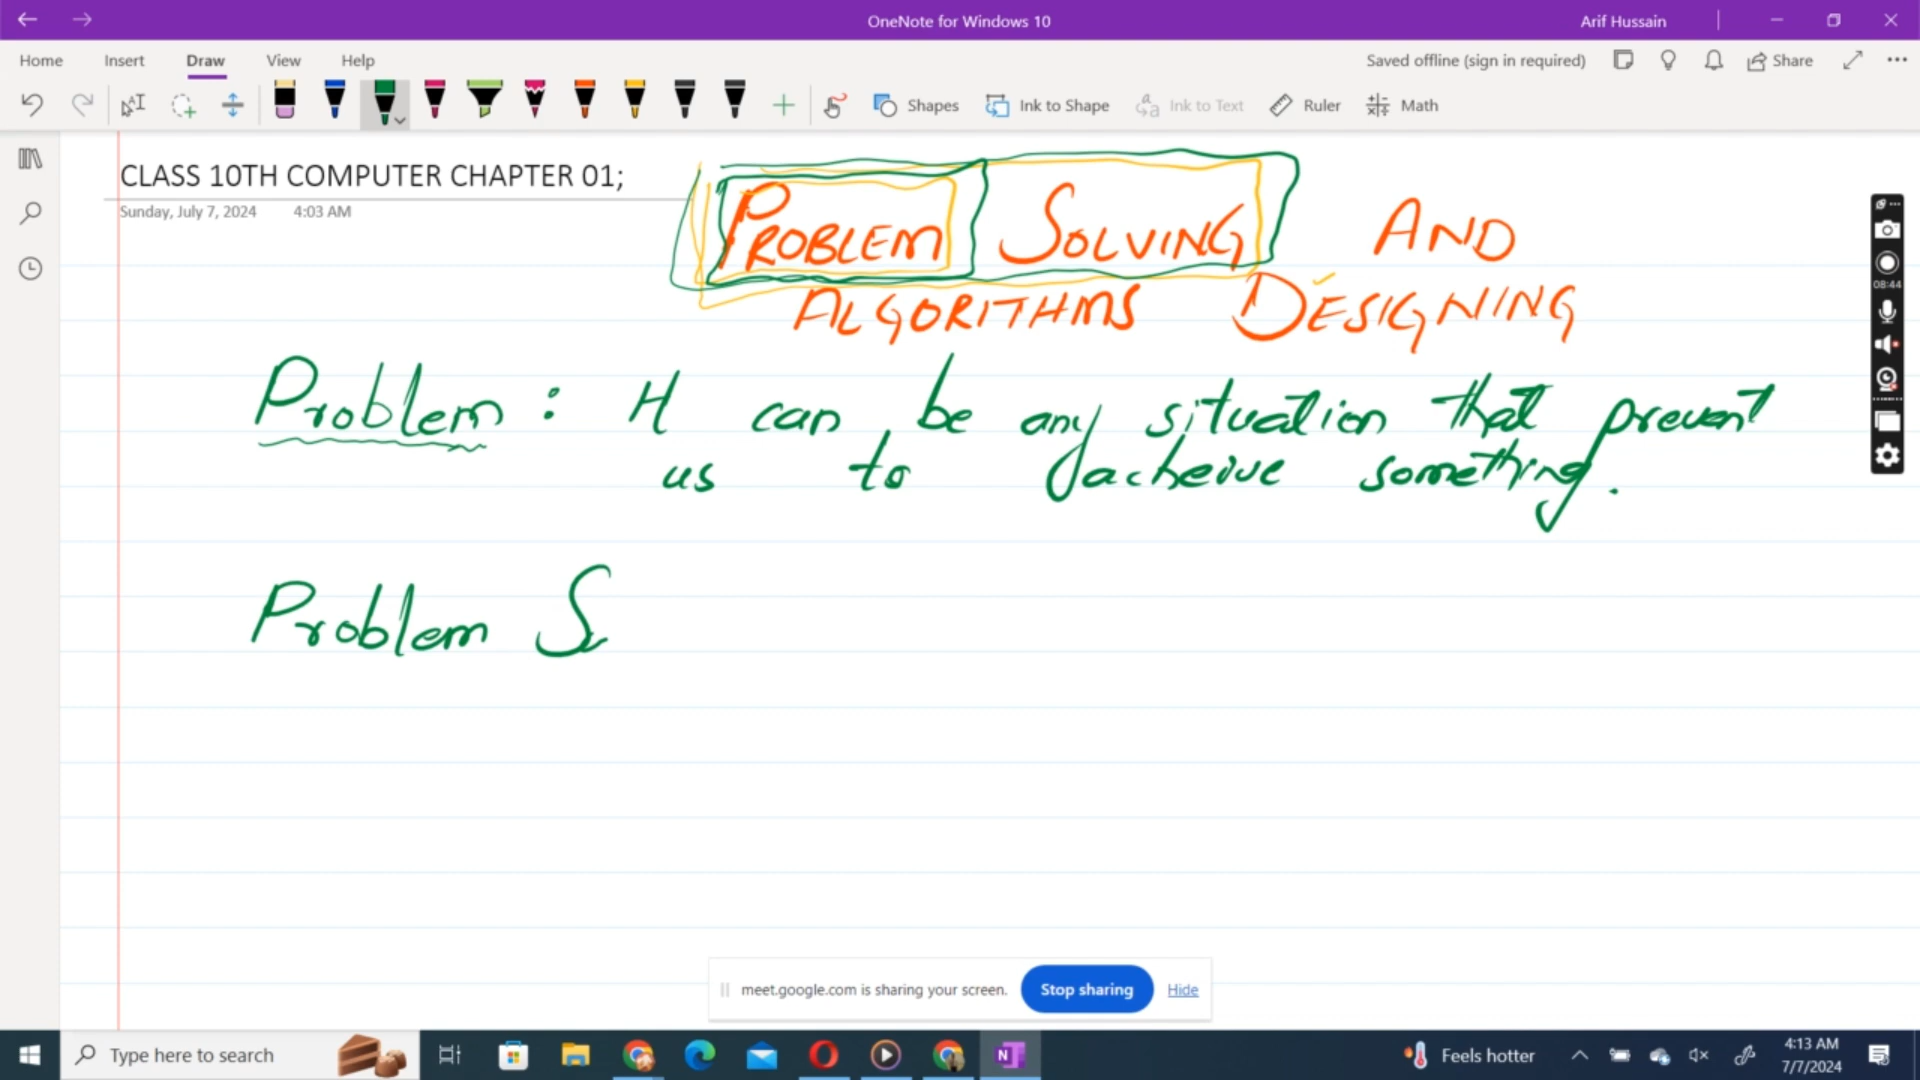 OneNote for Windows 10
Arif Hussain
Home Insert Draw View Help
Saved offline (sign in required) Share
Shapes Ink to Shape Ink to Text Ruler Math
CLASS 10TH COMPUTER CHAPTER 01;
Sunday, July 7, 2024 4:03 AM
PROBLEM SOLVING AND
ALGORITHMS DESIGNING
08:44
Problem : It can be any situation that prevent
us to acheive something.
Problem S
meet.google.com is sharing your screen. Stop sharing Hide
Type here to search
Feels hotter
4:13 AM
7/7/2024